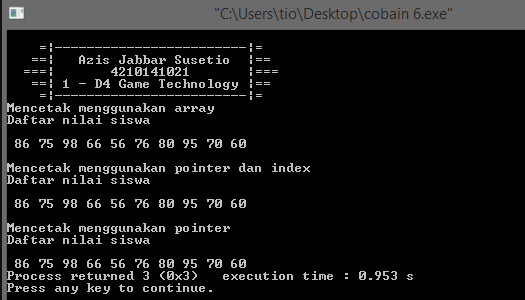 "C:\Users\tio\Desktop\cobain 6.exe"
=¦-------------------------¦=
==¦   Azis Jabbar Susetio   ¦==
===¦        4210141021       ¦===
==¦ 1 - D4 Game Technology ¦==
=¦-------------------------¦=
Mencetak menggunakan array
Daftar nilai siswa
86 75 98 66 56 76 80 95 70 60
Mencetak menggunakan pointer dan index
Daftar nilai siswa
86 75 98 66 56 76 80 95 70 60
Mencetak menggunakan pointer
Daftar nilai siswa
86 75 98 66 56 76 80 95 70 60
Process returned 3 (0x3)   execution time : 0.953 s
Press any key to continue.